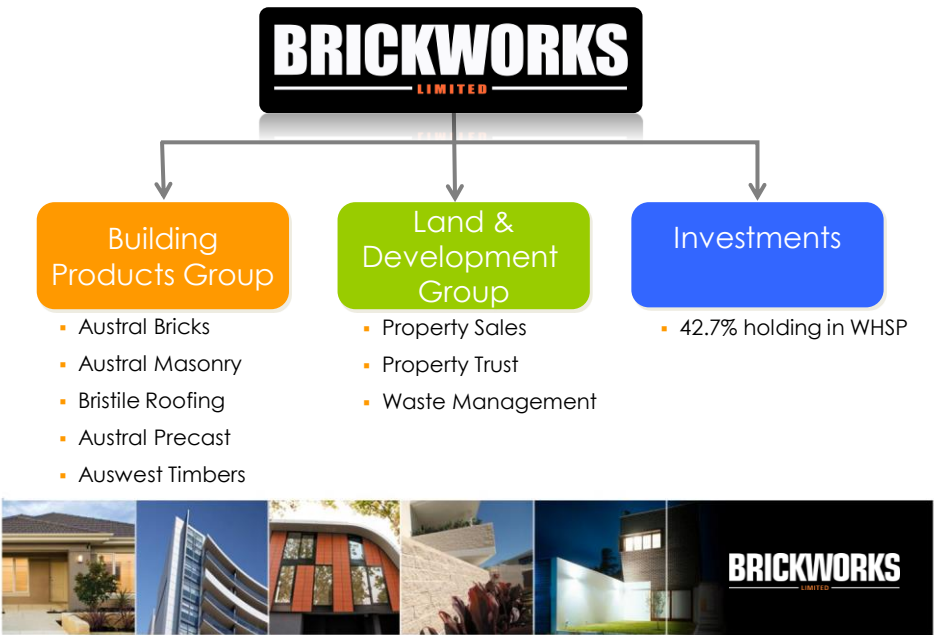 BRICKWORKS
LIMITED
Building
Products Group
Austral Bricks
Austral Masonry
Bristile Roofing
Austral Precast
Auswest Timbers
Land &
Development
Group
Property Sales
Property Trust
Waste Management
Investments
42.7% holding in WHSP
BRICKWORKS
LIMITED